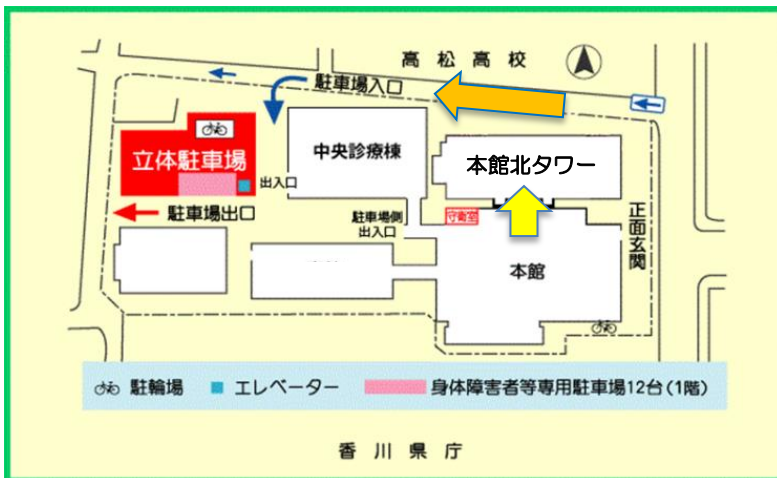 高松高校
駐車場入口
立体駐車場
出入口
中央診療棟
本館北タワー
駐車場出口
駐車場側
出入口
守衛室
本館
正面玄関
駐輪場
エレベーター
身体障害者等専用駐車場12台(1階)
香川県庁